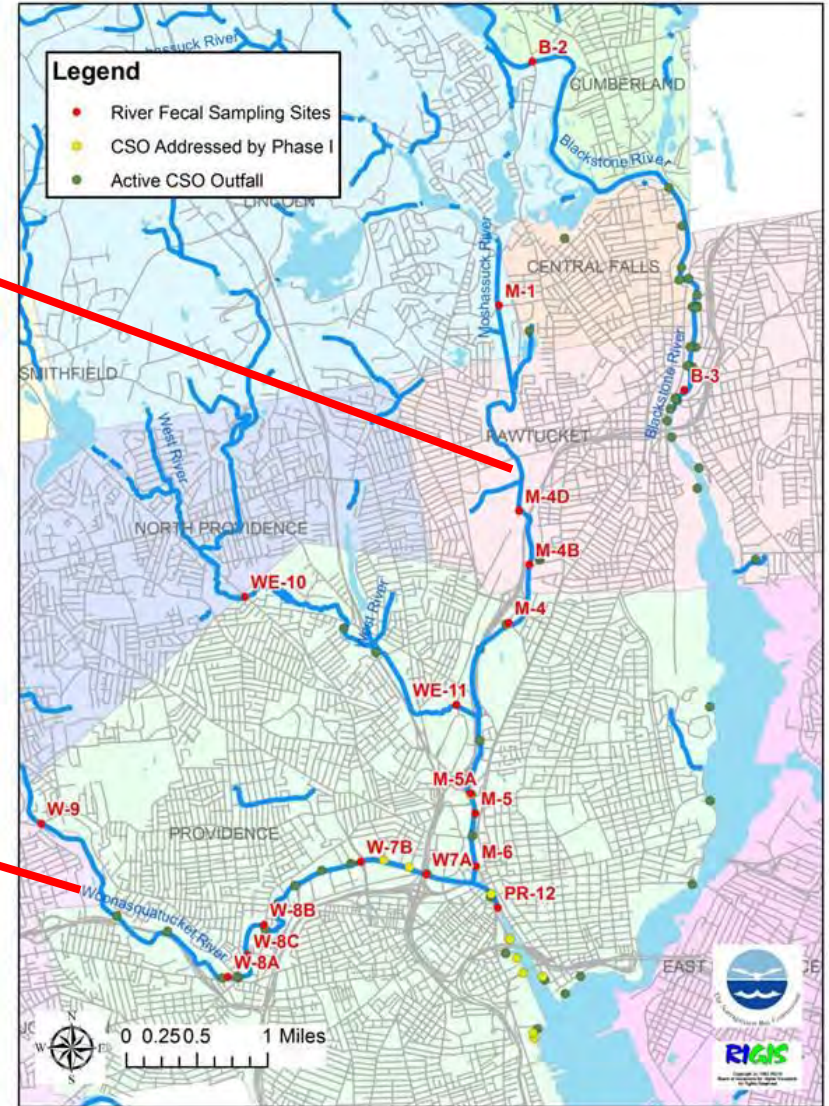 Legend
River Fecal Sampling Sites
CSO Addressed by Phase I
Active CSO Outfall
hassuck River
B-2
CUMBERLAND
Blackstone River
LINCOLN
Moshassuck River
CENTRAL FALLS
M-1
SMITHFIELD
B-3
Blackstone River
West River
PAWTUCKET
M-4D
NORTH PROVIDENCE
M-4B
WE-10
M-4
West River
WE-11
M-5A
M-5
W-9
PROVIDENCE
W-7B
M-6
W7A
PR-12
Woonasquatucket River
W-8B
W-8C
W-8A
EAST
CE
N
W
E
S
0 0.25 0.5 1 Miles
RIGIS